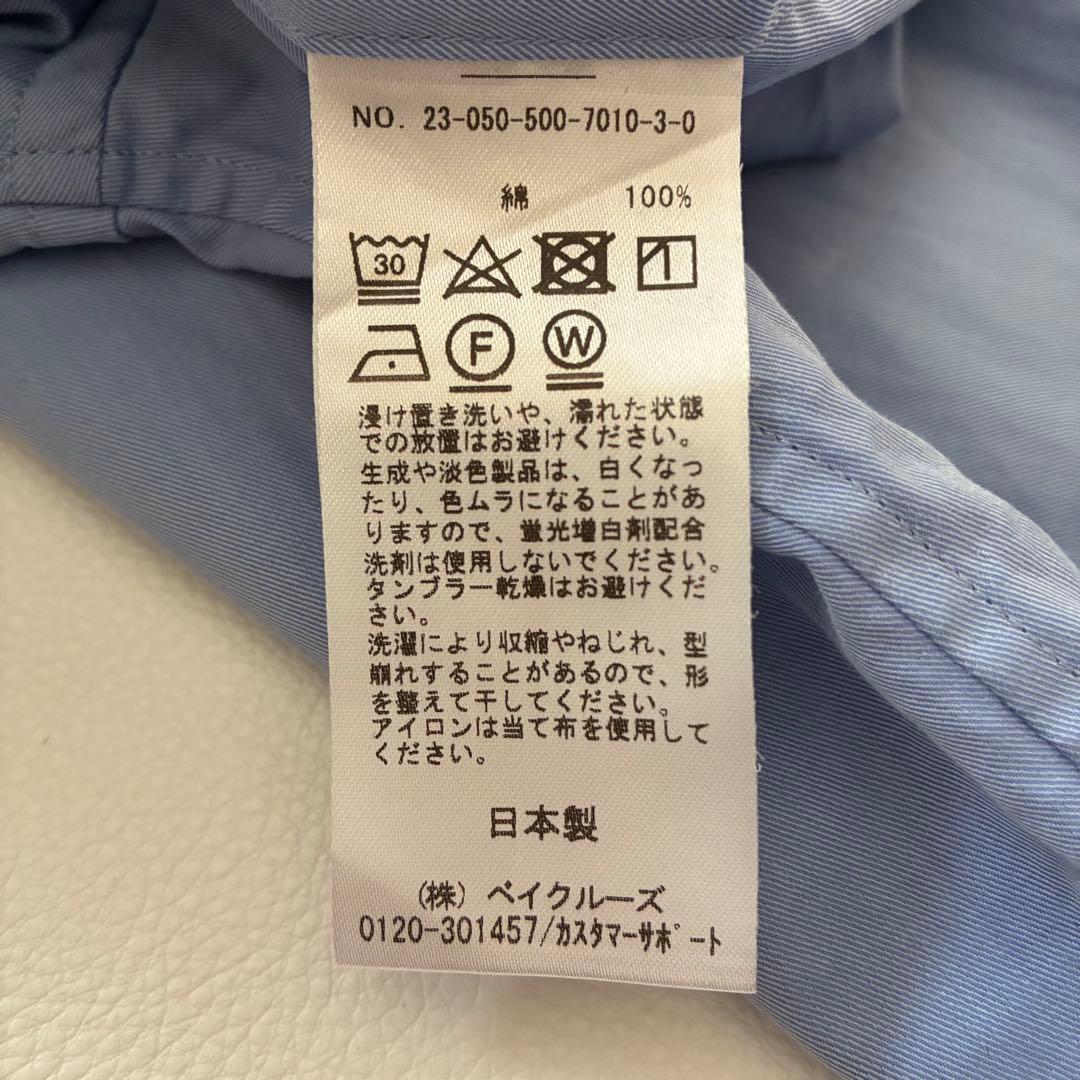 NO. 23-050-500-7010-3-0
綿 100%
30
F W
浸け置き洗いや、濡れた状態
での放置はお避けください。
生成や淡色製品は、白くなっ
たり、色ムラになることがあ
りますので、蛍光増白剤配合
洗剤は使用しないでください。
タンブラー乾燥はお避けくだ
さい。
洗濯により収縮やねじれ、型
崩れすることがあるので、形
を整えて干してください。
アイロンは当て布を使用して
ください。
日本製
(株) ベイクルーズ
0120-301457/カスタマーサポート